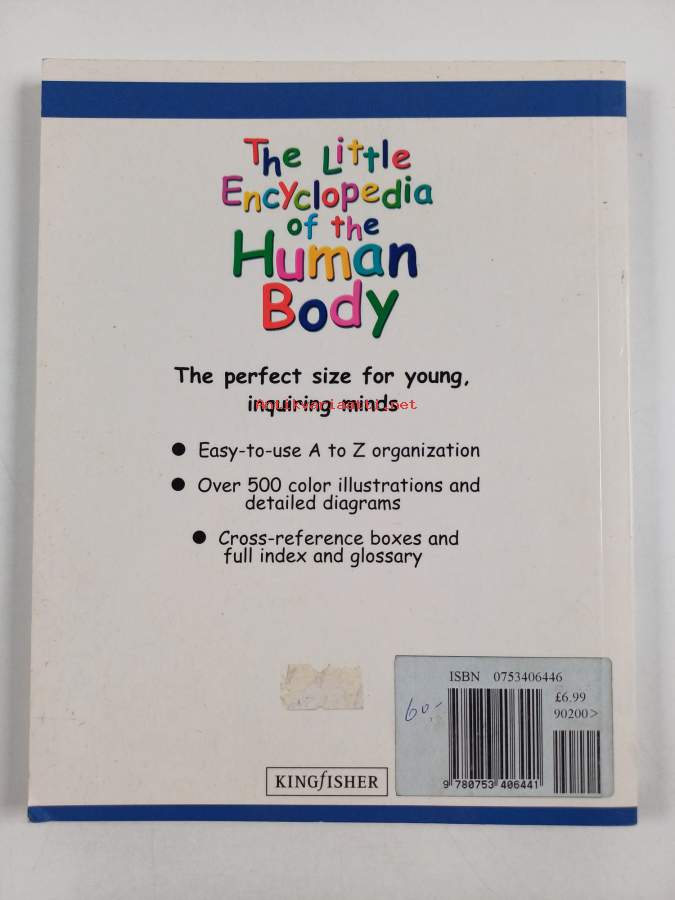 The Little
Encyclopedia
of the
Human
Body
The perfect size for young,
inquiring minds
Antikvariaatti.net
● Easy-to-use A to Z organization
● Over 500 color illustrations and
detailed diagrams
● Cross-reference boxes and
full index and glossary
ISBN 0753406446
£6.99
90200>
60,-
9 780753 406441
KINGFISHER